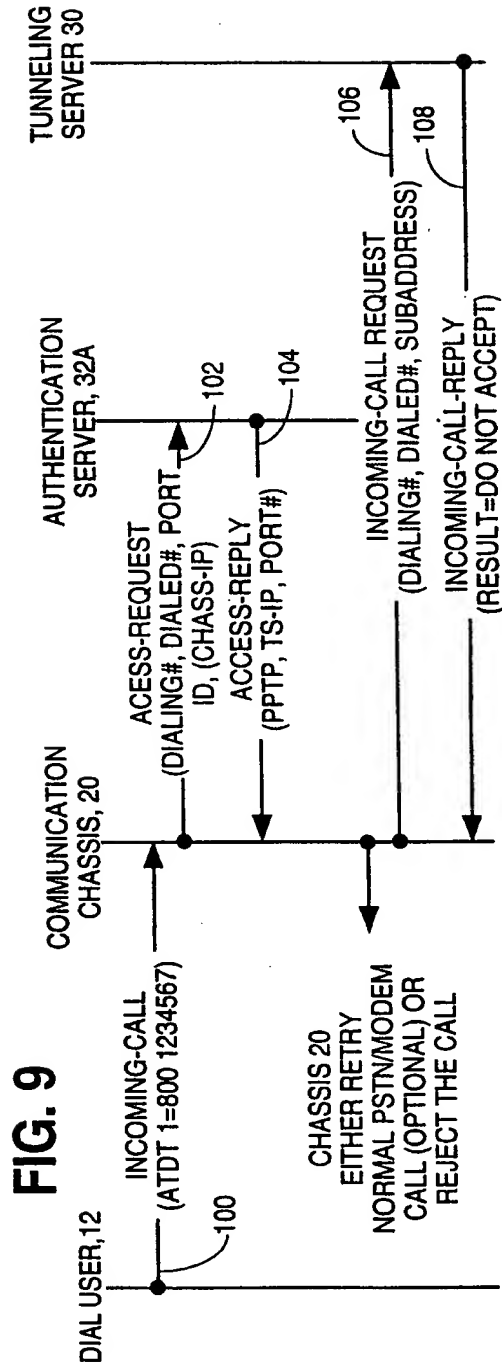 FIG. 9
DIAL USER,12
COMMUNICATION
CHASSIS, 20
AUTHENTICATION
SERVER, 32A
TUNNELING
SERVER 30
INCOMING-CALL
(ATDT 1=800 1234567)
100
ACESS-REQUEST
(DIALING#, DIALED#, PORT
ID, (CHASS-IP)
102
ACCESS-REPLY
(PPTP, TS-IP, PORT#)
104
CHASSIS 20
EITHER RETRY
NORMAL PSTN/MODEM
CALL (OPTIONAL) OR
REJECT THE CALL
INCOMING-CALL REQUEST
(DIALING#, DIALED#, SUBADDRESS)
106
INCOMING-CALL-REPLY
(RESULT=DO NOT ACCEPT)
108